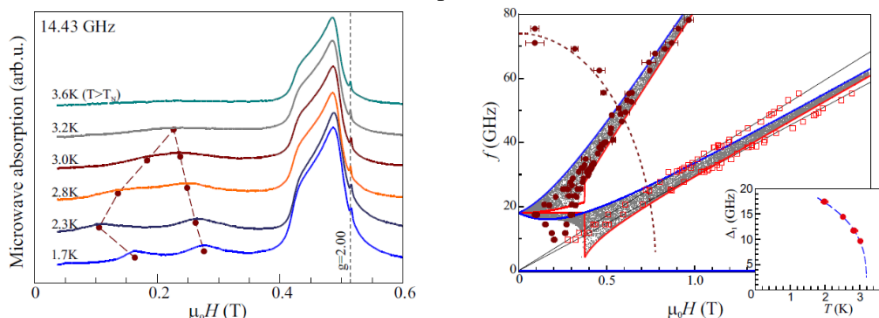 14.43 GHz
Microwave absorption (arb.u.)
3.6K (T>T_N)
3.2K
3.0K
2.8K
2.3K
1.7K
g=2.00
0
0.2
0.4
0.6
μ₀H (T)
f (GHz)
80
60
40
20
0
0
0.5
1
μ₀H (T)
Δ₁ (GHz)
20
15
10
5
0
0
1
2
3
T (K)